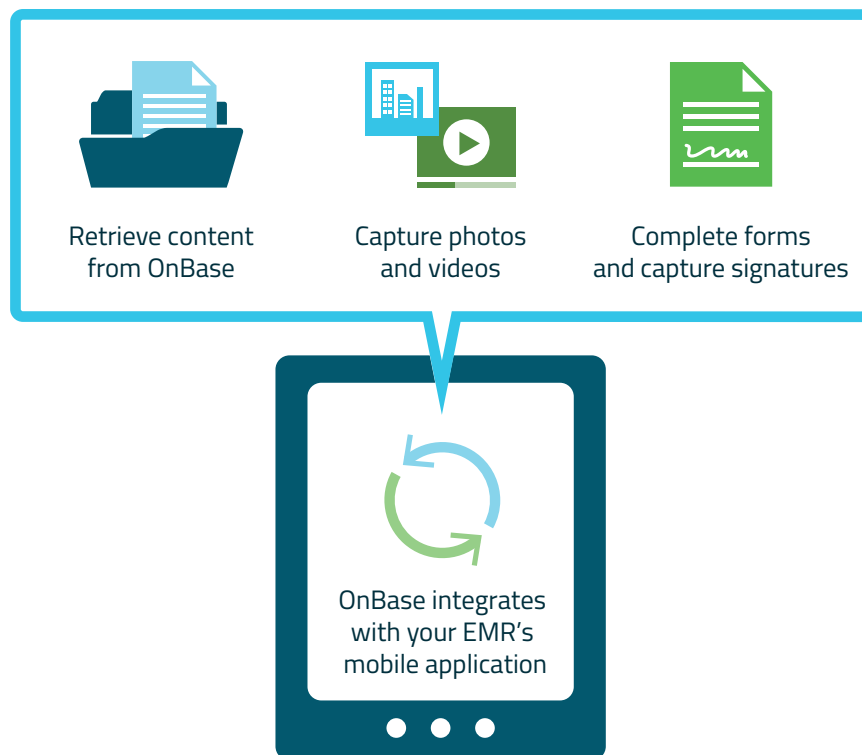 Retrieve content
from OnBase
Capture photos
and videos
Complete forms
and capture signatures
OnBase integrates
with your EMR’s
mobile application